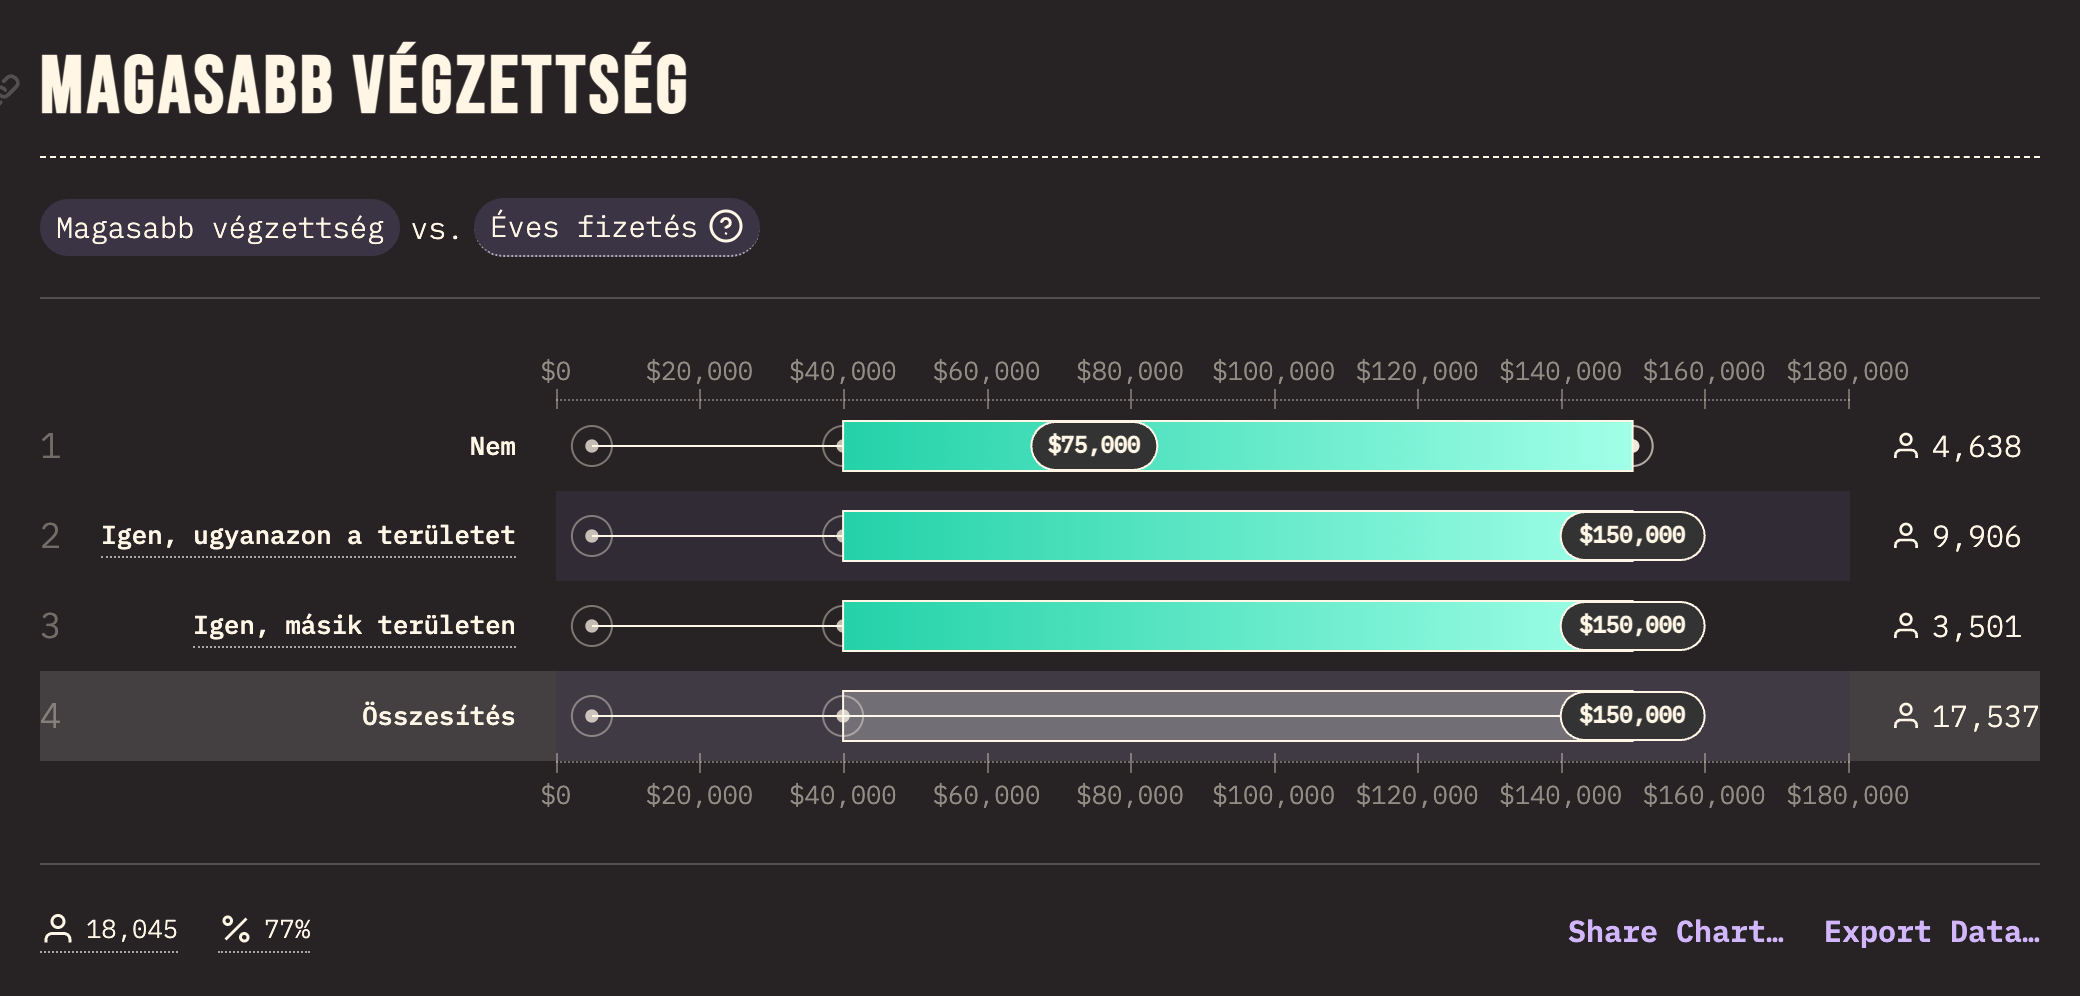 MAGASABB VÉGZETTSÉG
Magasabb végzettség vs. Éves fizetés ?
$0 $20,000 $40,000 $60,000 $80,000 $100,000 $120,000 $140,000 $160,000 $180,000
1 Nem $75,000 4,638
2 Igen, ugyanazon a területet $150,000 9,906
3 Igen, másik területen $150,000 3,501
4 Összesítés $150,000 17,537
$0 $20,000 $40,000 $60,000 $80,000 $100,000 $120,000 $140,000 $160,000 $180,000
18,045 % 77% Share Chart… Export Data…